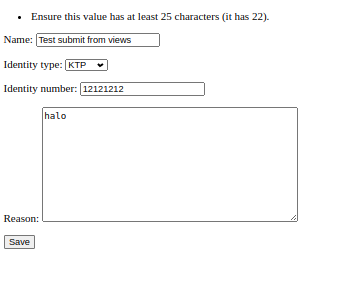 Ensure this value has at least 25 characters (it has 22).
Name: Test submit from views
Identity type: KTP
Identity number: 12121212
halo
Reason:
Save